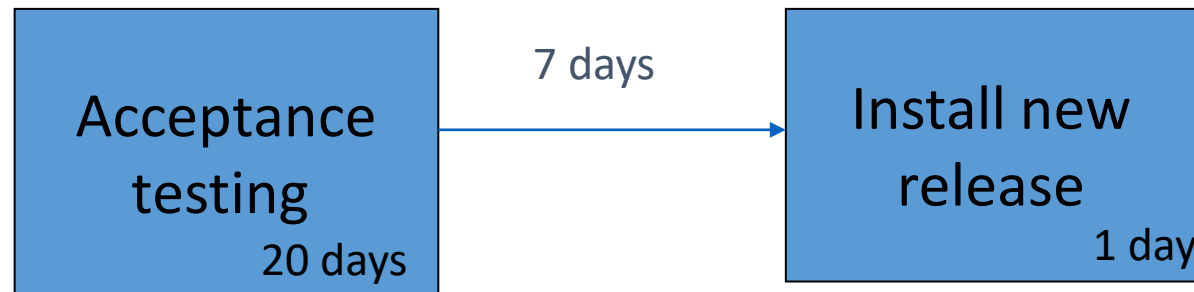 Acceptance
testing
20 days
7 days
Install new
release
1 day